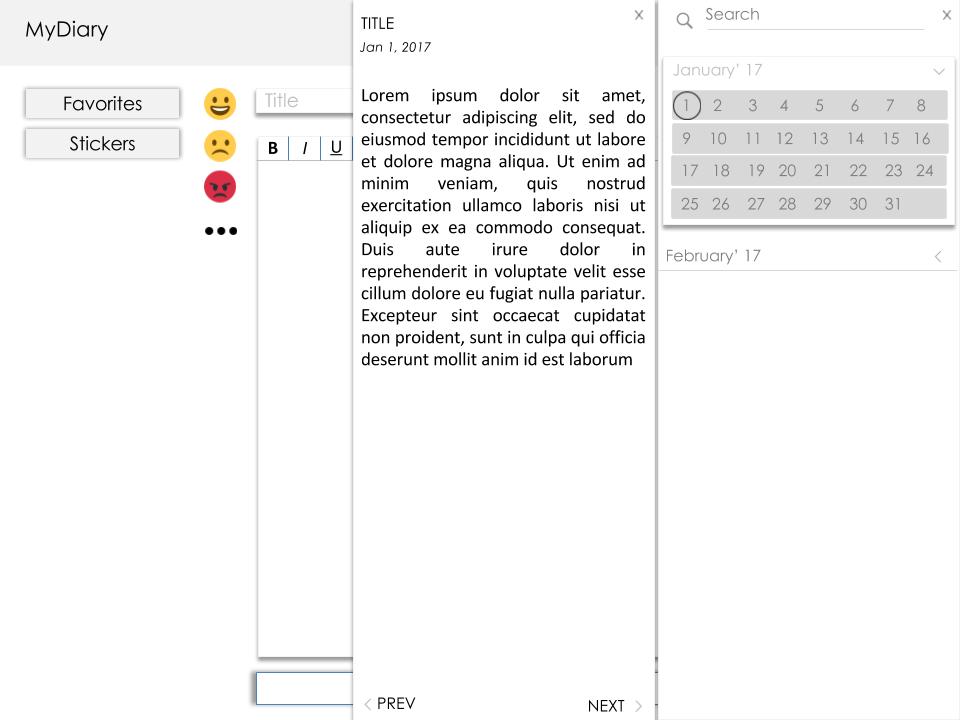 MyDiary
Favorites
Stickers
Title
B I U
TITLE
x
Jan 1, 2017
Lorem ipsum dolor sit amet,
consectetur adipiscing elit, sed do
eiusmod tempor incididunt ut labore
et dolore magna aliqua. Ut enim ad
minim veniam, quis nostrud
exercitation ullamco laboris nisi ut
aliquip ex ea commodo consequat.
Duis aute irure dolor in
reprehenderit in voluptate velit esse
cillum dolore eu fugiat nulla pariatur.
Excepteur sint occaecat cupidatat
non proident, sunt in culpa qui officia
deserunt mollit anim id est laborum
PREV
NEXT
Search
x
January' 17
1 2 3 4 5 6 7 8
9 10 11 12 13 14 15 16
17 18 19 20 21 22 23 24
25 26 27 28 29 30 31
February' 17